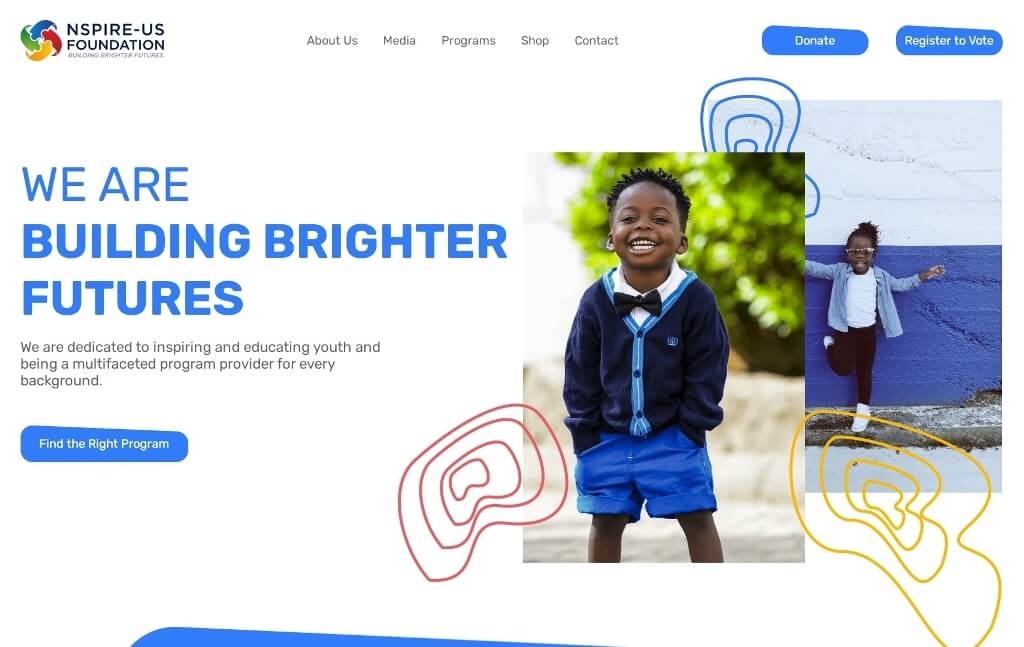 NSPIRE-US
FOUNDATION
BUILDING BRIGHTER FUTURES.
About Us
Media
Programs
Shop
Contact
Donate
Register to Vote
WE ARE
BUILDING BRIGHTER
FUTURES
We are dedicated to inspiring and educating youth and
being a multifaceted program provider for every
background.
Find the Right Program